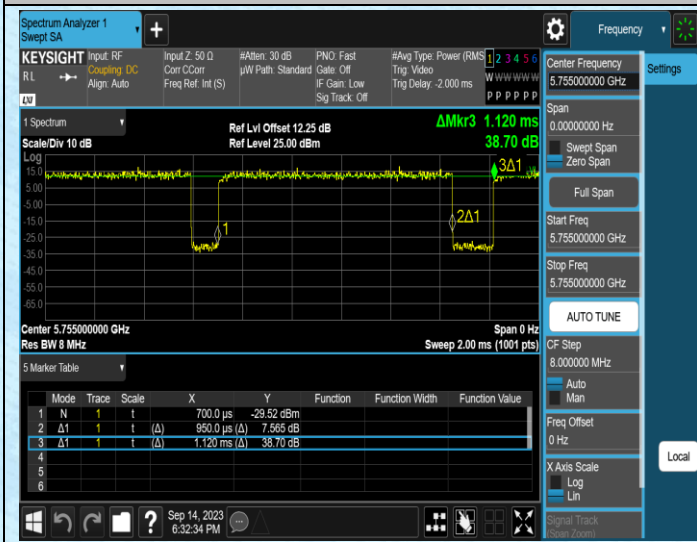 Spectrum Analyzer 1
Swept SA
Frequency
KEYSIGHT Input: RF Input Z: 50 Ω #Atten: 30 dB PNO: Fast #Avg Type: Power (RMS) 1 2 3 4 5 6
RL Coupling: DC Corr CCorr µW Path: Standard Gate: Off Trig: Video W W W W W W
Align: Auto Freq Ref: Int (S) IF Gain: Low Trig Delay: -2.000 ms
Sig Track: Off P P P P P P
LXI
1 Spectrum
Ref Lvl Offset 12.25 dB ΔMkr3 1.120 ms
Scale/Div 10 dB Ref Level 25.00 dBm 38.70 dB
Log
15.0
5.00
-5.00
-15.0
-25.0
-35.0
-45.0
-55.0
-65.0
3Δ1
2Δ1
1
Center 5.755000000 GHz Span 0 Hz
Res BW 8 MHz Sweep 2.00 ms (1001 pts)
5 Marker Table
Mode Trace Scale X Y Function Function Width Function Value
1 N 1 t 700.0 µs -29.52 dBm
2 Δ1 1 t (Δ) 950.0 µs (Δ) 7.565 dB
3 Δ1 1 t (Δ) 1.120 ms (Δ) 38.70 dB
4
5
6
Sep 14, 2023
6:32:34 PM
Center Frequency
5.755000000 GHz
Settings
Span
0.00000000 Hz
Swept Span
Zero Span
Full Span
Start Freq
5.755000000 GHz
Stop Freq
5.755000000 GHz
AUTO TUNE
CF Step
8.000000 MHz
Auto
Man
Freq Offset
0 Hz
Local
X Axis Scale
Log
Lin
Signal Track
(Span Zoom)